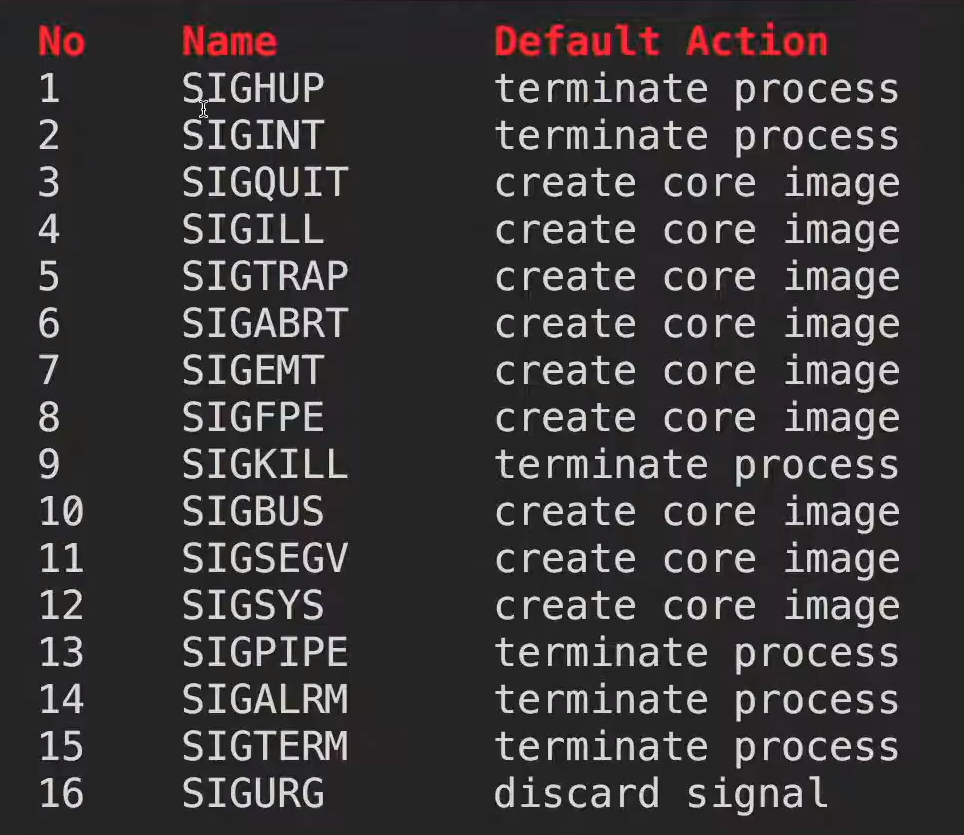 No Name Default Action
1 SIGHUP terminate process
2 SIGINT terminate process
3 SIGQUIT create core image
4 SIGILL create core image
5 SIGTRAP create core image
6 SIGABRT create core image
7 SIGEMT create core image
8 SIGFPE create core image
9 SIGKILL terminate process
10 SIGBUS create core image
11 SIGSEGV create core image
12 SIGSYS create core image
13 SIGPIPE terminate process
14 SIGALRM terminate process
15 SIGTERM terminate process
16 SIGURG discard signal